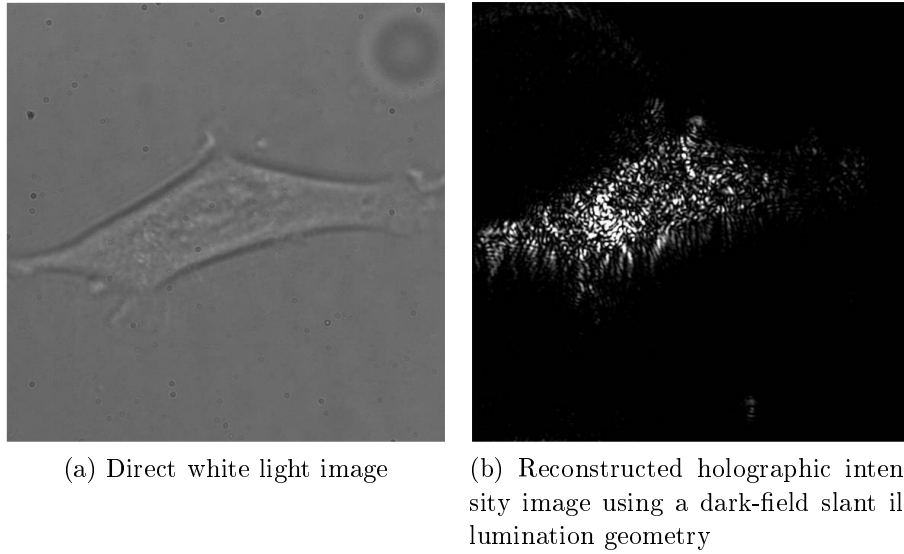 (a) Direct white light image
(b) Reconstructed holographic inten
sity image using a dark-field slant il
lumination geometry